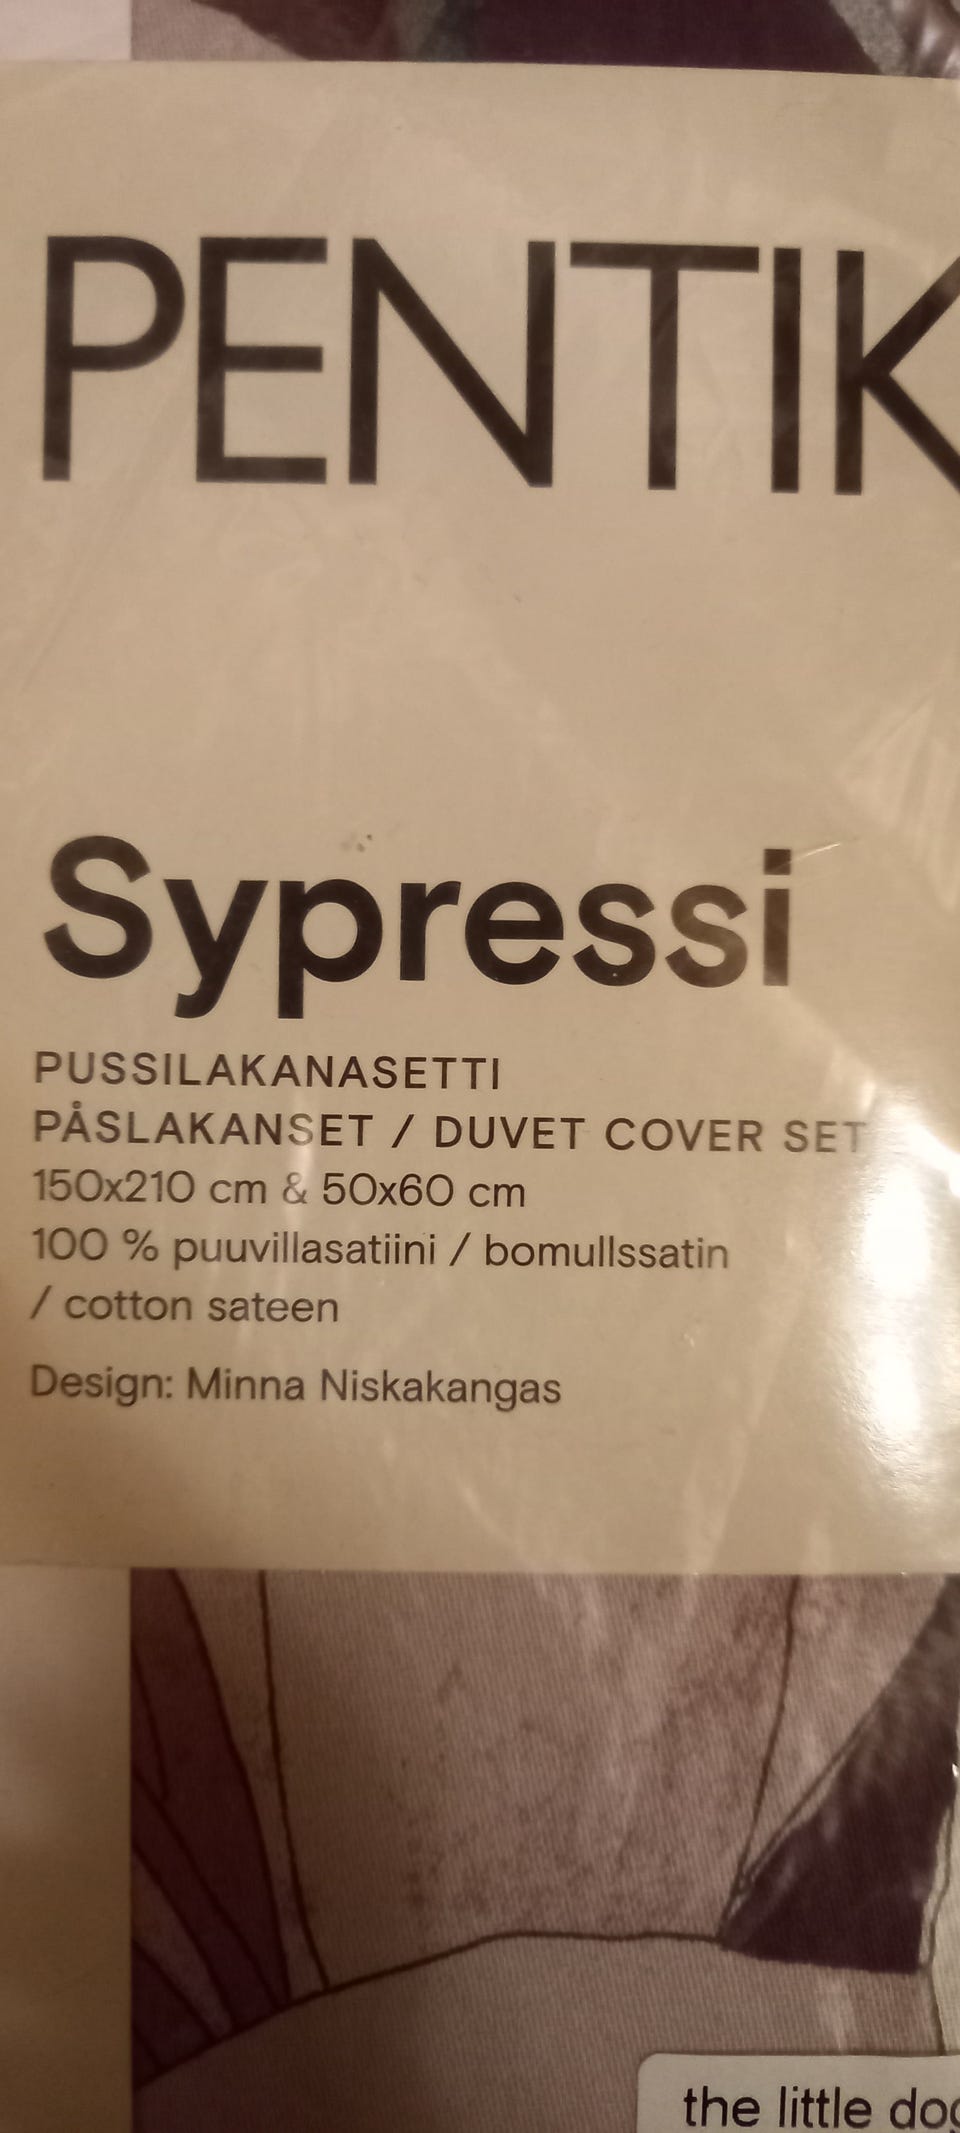 PENTIK
Sypressi
PUSSILAKANASETTI
PÅSLAKANSET / DUVET COVER SET
150x210 cm & 50x60 cm
100 % puuvillasatiini / bomullssatin
/ cotton sateen
Design: Minna Niskakangas
the little dog